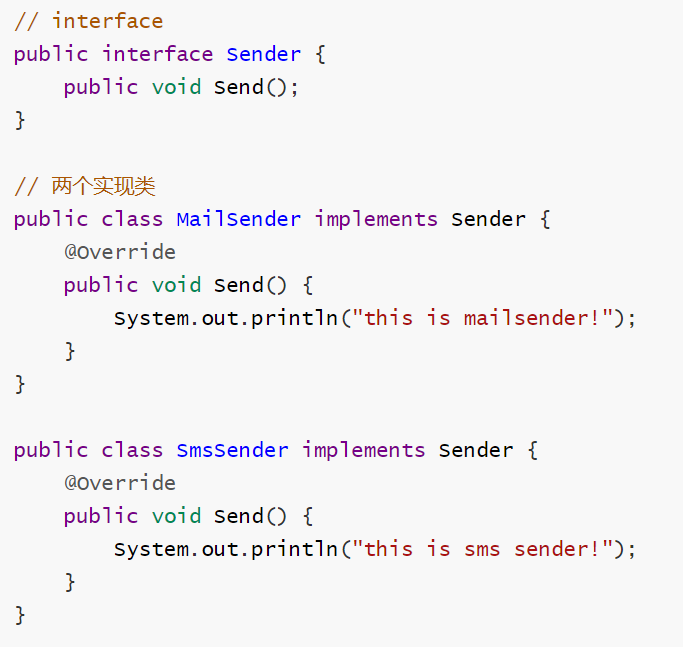 // interface
public interface Sender {
    public void Send();
}

// 两个实现类
public class MailSender implements Sender {
    @Override
    public void Send() {
        System.out.println("this is mailsender!");
    }
}

public class SmsSender implements Sender {
    @Override
    public void Send() {
        System.out.println("this is sms sender!");
    }
}